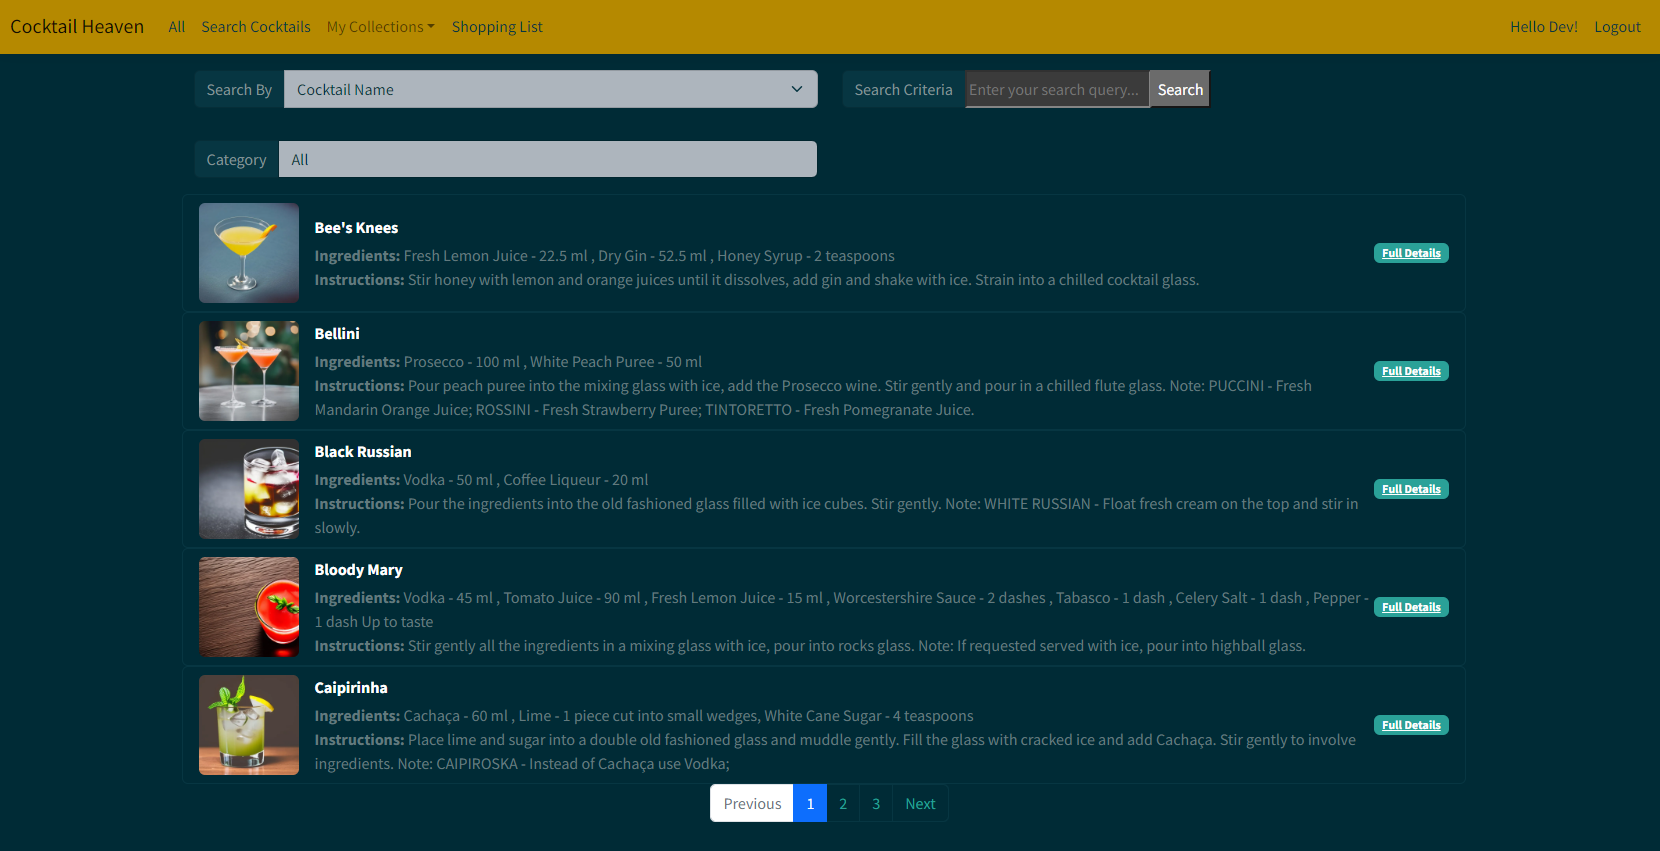 Cocktail Heaven All Search Cocktails My Collections Shopping List Hello Dev! Logout
Search By Cocktail Name Search Criteria Enter your search query... Search
Category All
Bee's Knees
Ingredients: Fresh Lemon Juice - 22.5 ml , Dry Gin - 52.5 ml , Honey Syrup - 2 teaspoons
Instructions: Stir honey with lemon and orange juices until it dissolves, add gin and shake with ice. Strain into a chilled cocktail glass.
Full Details
Bellini
Ingredients: Prosecco - 100 ml , White Peach Puree - 50 ml
Instructions: Pour peach puree into the mixing glass with ice, add the Prosecco wine. Stir gently and pour in a chilled flute glass. Note: PUCCINI - Fresh
Mandarin Orange Juice; ROSSINI - Fresh Strawberry Puree; TINTORETTO - Fresh Pomegranate Juice.
Full Details
Black Russian
Ingredients: Vodka - 50 ml , Coffee Liqueur - 20 ml
Instructions: Pour the ingredients into the old fashioned glass filled with ice cubes. Stir gently. Note: WHITE RUSSIAN - Float fresh cream on the top and stir in
slowly.
Full Details
Bloody Mary
Ingredients: Vodka - 45 ml , Tomato Juice - 90 ml , Fresh Lemon Juice - 15 ml , Worcestershire Sauce - 2 dashes , Tabasco - 1 dash , Celery Salt - 1 dash , Pepper -
1 dash Up to taste
Instructions: Stir gently all the ingredients in a mixing glass with ice, pour into rocks glass. Note: If requested served with ice, pour into highball glass.
Full Details
Caipirinha
Ingredients: Cachaça - 60 ml , Lime - 1 piece cut into small wedges, White Cane Sugar - 4 teaspoons
Instructions: Place lime and sugar into a double old fashioned glass and muddle gently. Fill the glass with cracked ice and add Cachaça. Stir gently to involve
ingredients. Note: CAIPIROSKA - Instead of Cachaça use Vodka;
Full Details
Previous 1 2 3 Next